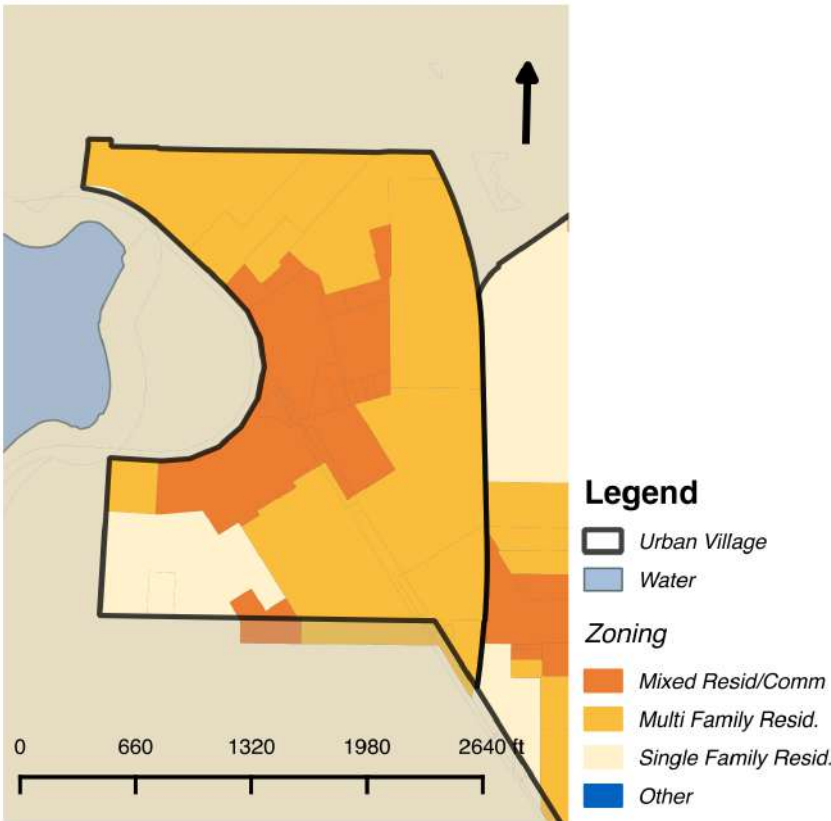 Legend
Urban Village
Water
Zoning
Mixed Resid/Comm
Multi Family Resid.
Single Family Resid.
Other
0 660 1320 1980 2640 ft